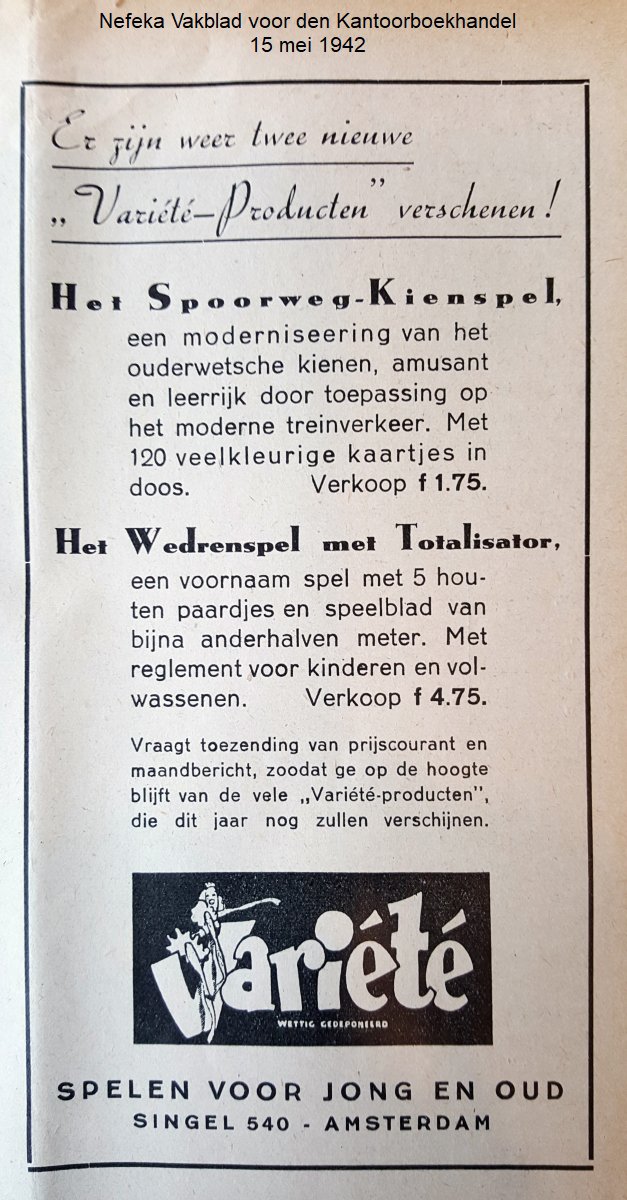 Nefeka Vakblad voor den Kantoorboekhandel
15 mei 1942
Er zijn weer twee nieuwe
„Variété-Producten” verschenen!
Het Spoorweg-Kienspel,
een moderniseering van het
ouderwetsche kienen, amusant
en leerrijk door toepassing op
het moderne treinverkeer. Met
120 veelkleurige kaartjes in
doos. Verkoop f 1.75.
Het Wedrenspel met Totalisator,
een voornaam spel met 5 hou-
ten paardjes en speelblad van
bijna anderhalven meter. Met
reglement voor kinderen en vol-
wassenen. Verkoop f 4.75.
Vraagt toezending van prijscourant en
maandbericht, zoodat ge op de hoogte
blijft van de vele „Variété-producten”,
die dit jaar nog zullen verschijnen.
Variété
WETTIG GEDEPONEERD
SPELEN VOOR JONG EN OUD
SINGEL 540 - AMSTERDAM